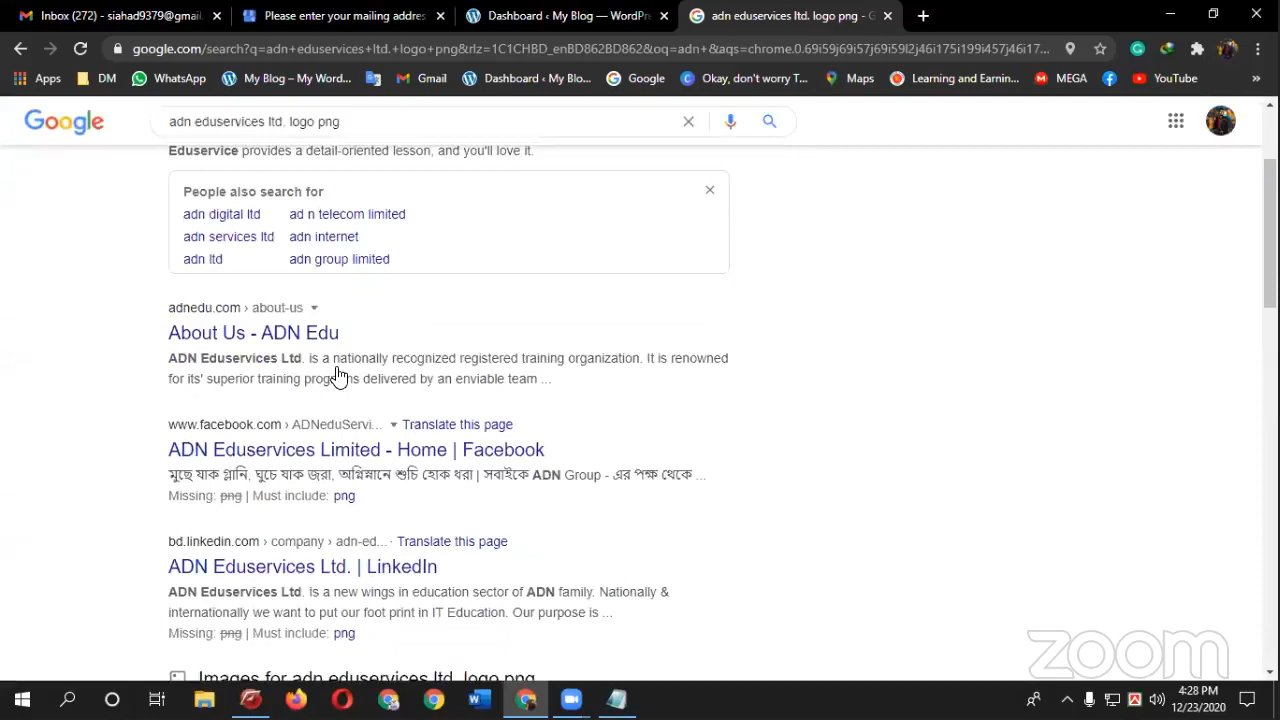 Inbox (272) - siahad9379@gmail.
Please enter your mailing addres
Dashboard ‹ My Blog — WordPre
adn eduservices ltd. logo png - G
google.com/search?q=adn+eduservices+ltd.+logo+png&rlz=1C1CHBD_enBD862BD862&oq=adn+&aqs=chrome.0.69i59j69i57j69i59l2j46i175i199i457j46i17...
Apps
DM
WhatsApp
My Blog – My Word...
Gmail
Dashboard ‹ My Blo...
Google
Okay, don't worry T...
Maps
Learning and Earnin...
MEGA
YouTube
»
Google
adn eduservices ltd. logo png
Eduservice provides a detail-oriented lesson, and you'll love it.
People also search for
adn digital ltd
ad n telecom limited
adn services ltd
adn internet
adn ltd
adn group limited
adnedu.com › about-us
About Us - ADN Edu
ADN Eduservices Ltd. is a nationally recognized registered training organization. It is renowned
for its' superior training programs delivered by an enviable team ...
www.facebook.com › ADNeduServi... Translate this page
ADN Eduservices Limited - Home | Facebook
মুছে যাক গ্লানি, ঘুচে যাক জরা, অগ্নিস্নানে শুচি হোক ধরা | সবাইকে ADN Group - এর পক্ষ থেকে ...
Missing: png | Must include: png
bd.linkedin.com › company › adn-ed... · Translate this page
ADN Eduservices Ltd. | LinkedIn
ADN Eduservices Ltd. is a new wings in education sector of ADN family. Nationally &
internationally we want to put our foot print in IT Education. Our purpose is ...
Missing: png | Must include: png
Images for adn eduservices ltd. logo png
zoom
4:28 PM
12/23/2020